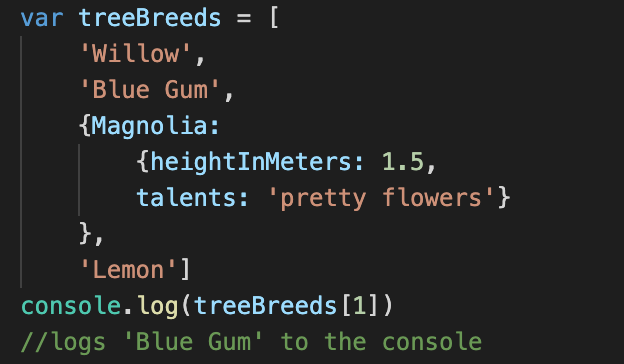 var treeBreeds = [
'Willow',
'Blue Gum',
{Magnolia:
{heightInMeters: 1.5,
talents: 'pretty flowers'}
},
'Lemon']
console.log(treeBreeds[1])
//logs 'Blue Gum' to the console